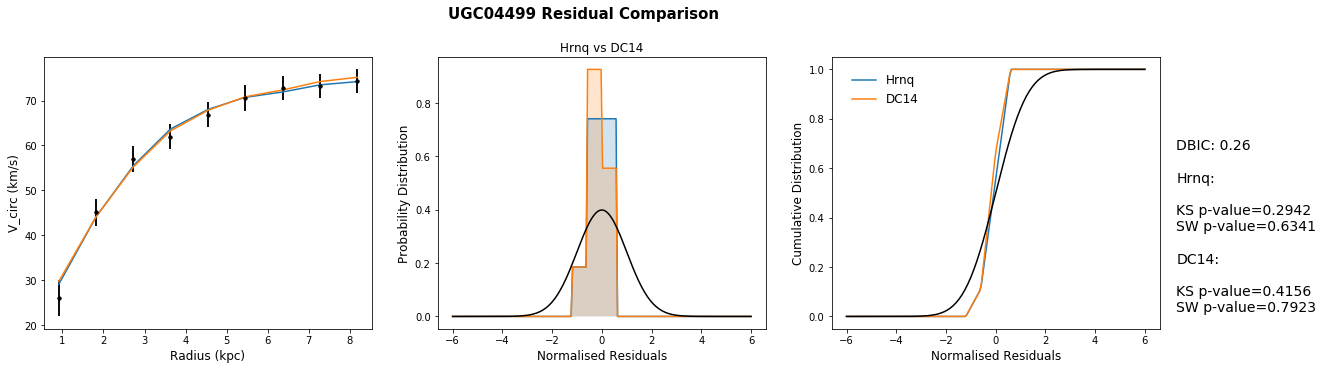 UGC04499 Residual Comparison
V_circ (km/s)
70
60
50
40
30
20
1 2 3 4 5 6 7 8
Radius (kpc)
Hrnq vs DC14
Probability Distribution
0.8
0.6
0.4
0.2
0.0
−6 −4 −2 0 2 4 6
Normalised Residuals
Cumulative Distribution
1.0
0.8
0.6
0.4
0.2
0.0
Hrnq
DC14
−6 −4 −2 0 2 4 6
Normalised Residuals
DBIC: 0.26
Hrnq:
KS p-value=0.2942
SW p-value=0.6341
DC14:
KS p-value=0.4156
SW p-value=0.7923